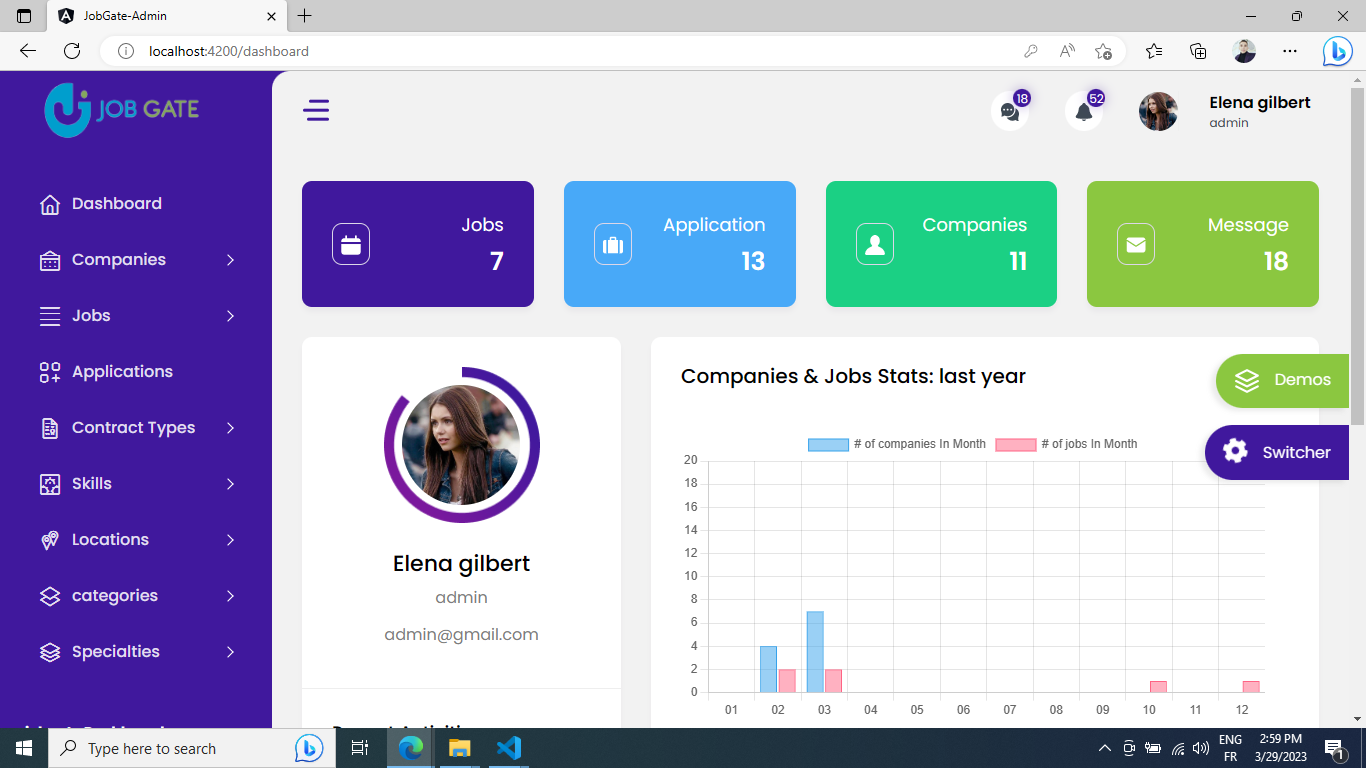 JobGate-Admin
localhost:4200/dashboard
JOB GATE
18
52
Elena gilbert
admin
Dashboard
Companies
Jobs
Applications
Contract Types
Skills
Locations
categories
Specialties
Jobs
7
Application
13
Companies
11
Message
18
Elena gilbert
admin
admin@gmail.com
Companies & Jobs Stats: last year
# of companies In Month
# of jobs In Month
20
18
16
14
12
10
8
6
4
2
0
01 02 03 04 05 06 07 08 09 10 11 12
Demos
Switcher
Type here to search
ENG
FR
2:59 PM
3/29/2023
1